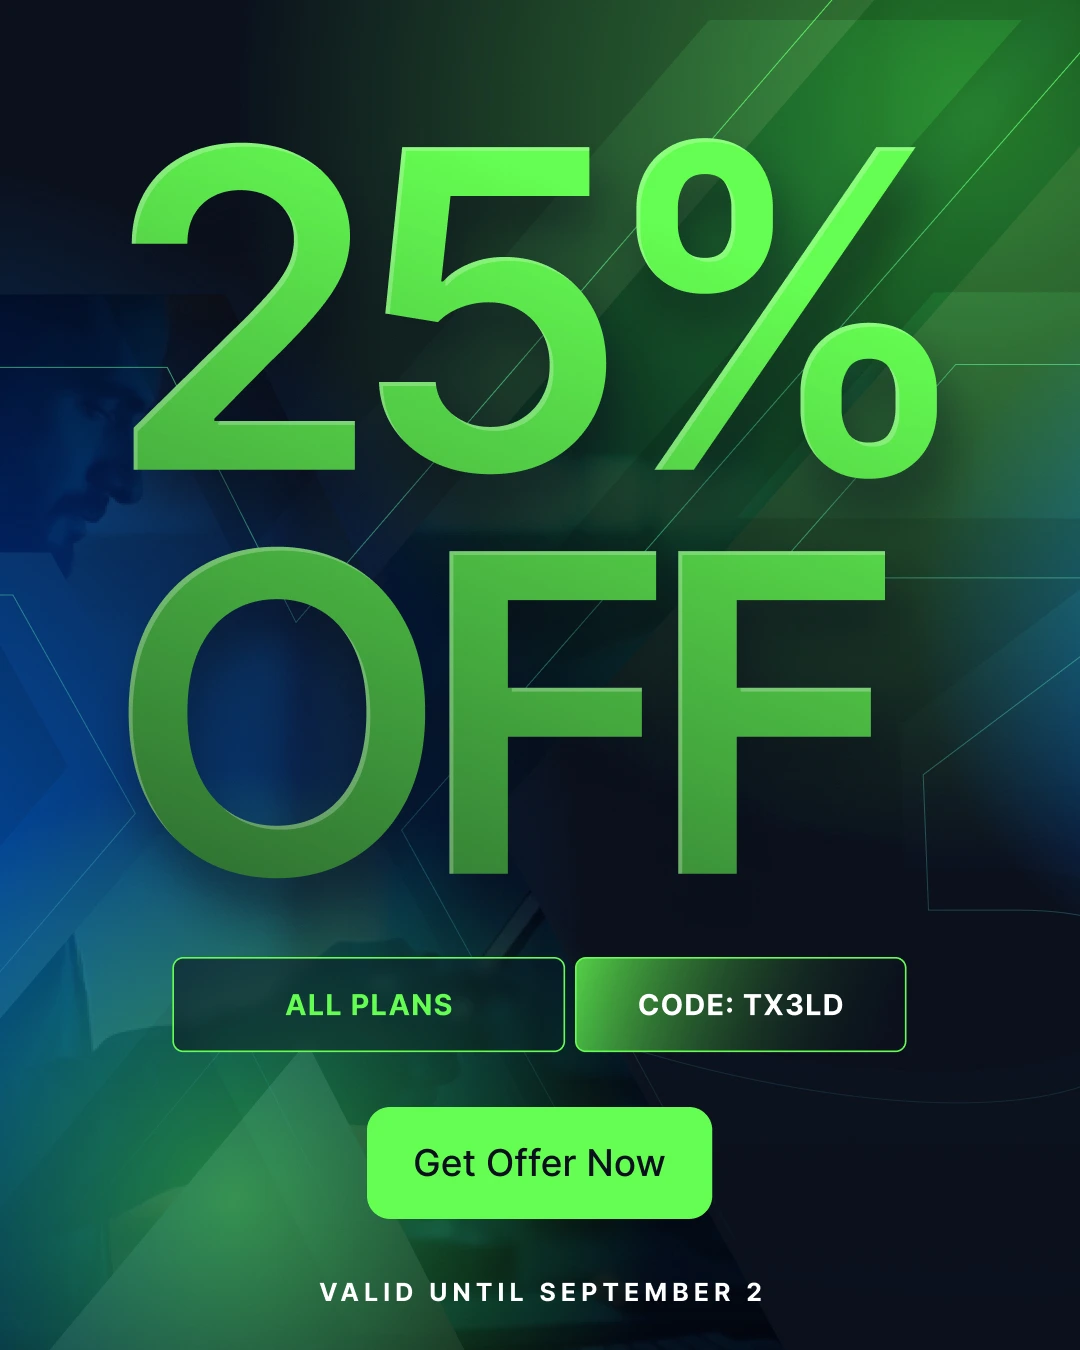 25%
OFF
ALL PLANS
CODE: TX3LD
Get Offer Now
VALID UNTIL SEPTEMBER 2